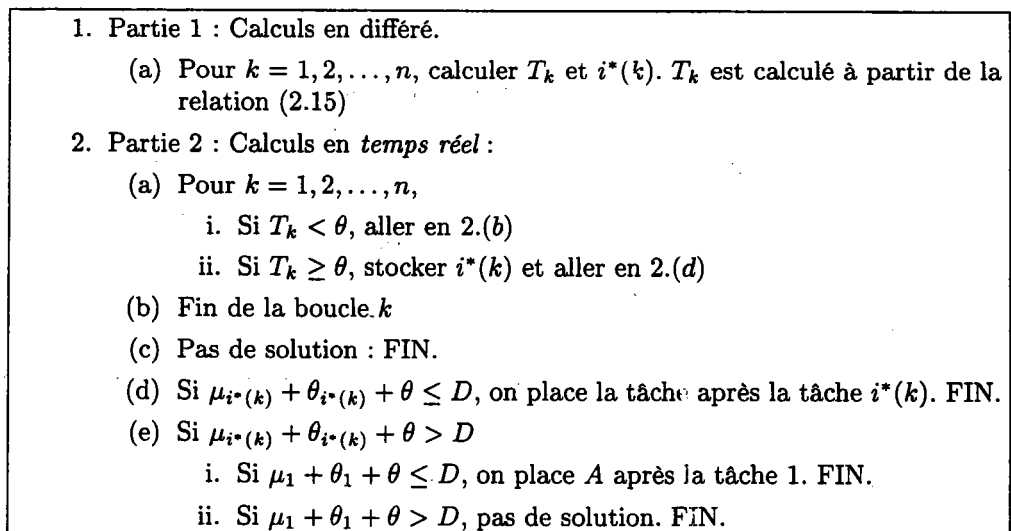 1. Partie 1 : Calculs en différé.
(a) Pour k = 1, 2, . . . , n, calculer T_k et i*(k). T_k est calculé à partir de la
relation (2.15)
2. Partie 2 : Calculs en temps réel :
(a) Pour k = 1, 2, . . . , n,
i. Si T_k < θ, aller en 2.(b)
ii. Si T_k ≥ θ, stocker i*(k) et aller en 2.(d)
(b) Fin de la boucle k
(c) Pas de solution : FIN.
(d) Si μ_{i*(k)} + θ_{i*(k)} + θ ≤ D, on place la tâche après la tâche i*(k). FIN.
(e) Si μ_{i*(k)} + θ_{i*(k)} + θ > D
i. Si μ_1 + θ_1 + θ ≤ D, on place A après la tâche 1. FIN.
ii. Si μ_1 + θ_1 + θ > D, pas de solution. FIN.